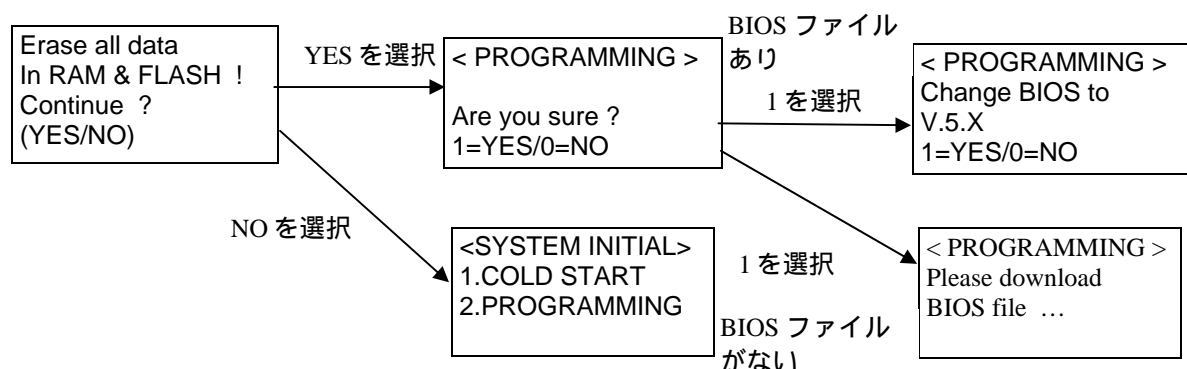 Erase all data
In RAM & FLASH !
Continue ?
(YES/NO)
YES を選択
< PROGRAMMING >
Are you sure ?
1=YES/0=NO
BIOS ファイル
あり
1 を選択
< PROGRAMMING >
Change BIOS to
V.5.X
1=YES/0=NO
NO を選択
<SYSTEM INITIAL>
1.COLD START
2.PROGRAMMING
1 を選択
BIOS ファイル
がない
< PROGRAMMING >
Please download
BIOS file …